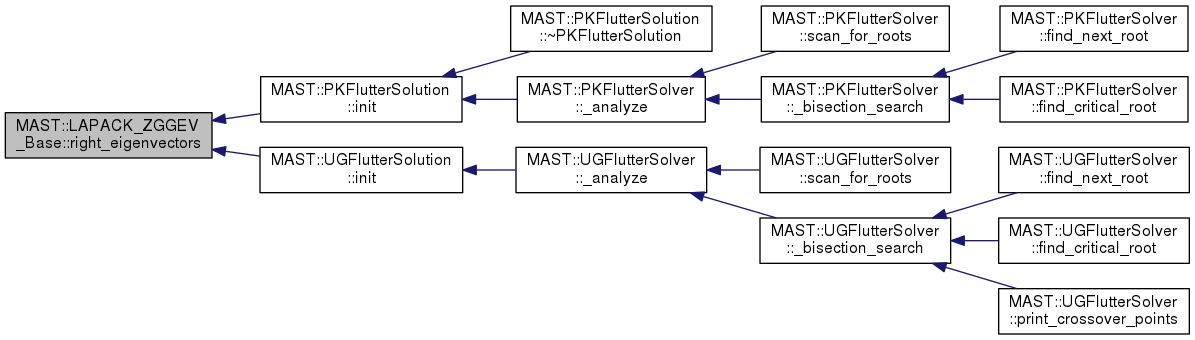 MAST::LAPACK_ZGGEV
_Base::right_eigenvectors
MAST::PKFlutterSolution
::init
MAST::PKFlutterSolution
::~PKFlutterSolution
MAST::PKFlutterSolver
::_analyze
MAST::PKFlutterSolver
::scan_for_roots
MAST::PKFlutterSolver
::_bisection_search
MAST::PKFlutterSolver
::find_next_root
MAST::PKFlutterSolver
::find_critical_root
MAST::UGFlutterSolution
::init
MAST::UGFlutterSolver
::_analyze
MAST::UGFlutterSolver
::scan_for_roots
MAST::UGFlutterSolver
::_bisection_search
MAST::UGFlutterSolver
::find_next_root
MAST::UGFlutterSolver
::find_critical_root
MAST::UGFlutterSolver
::print_crossover_points